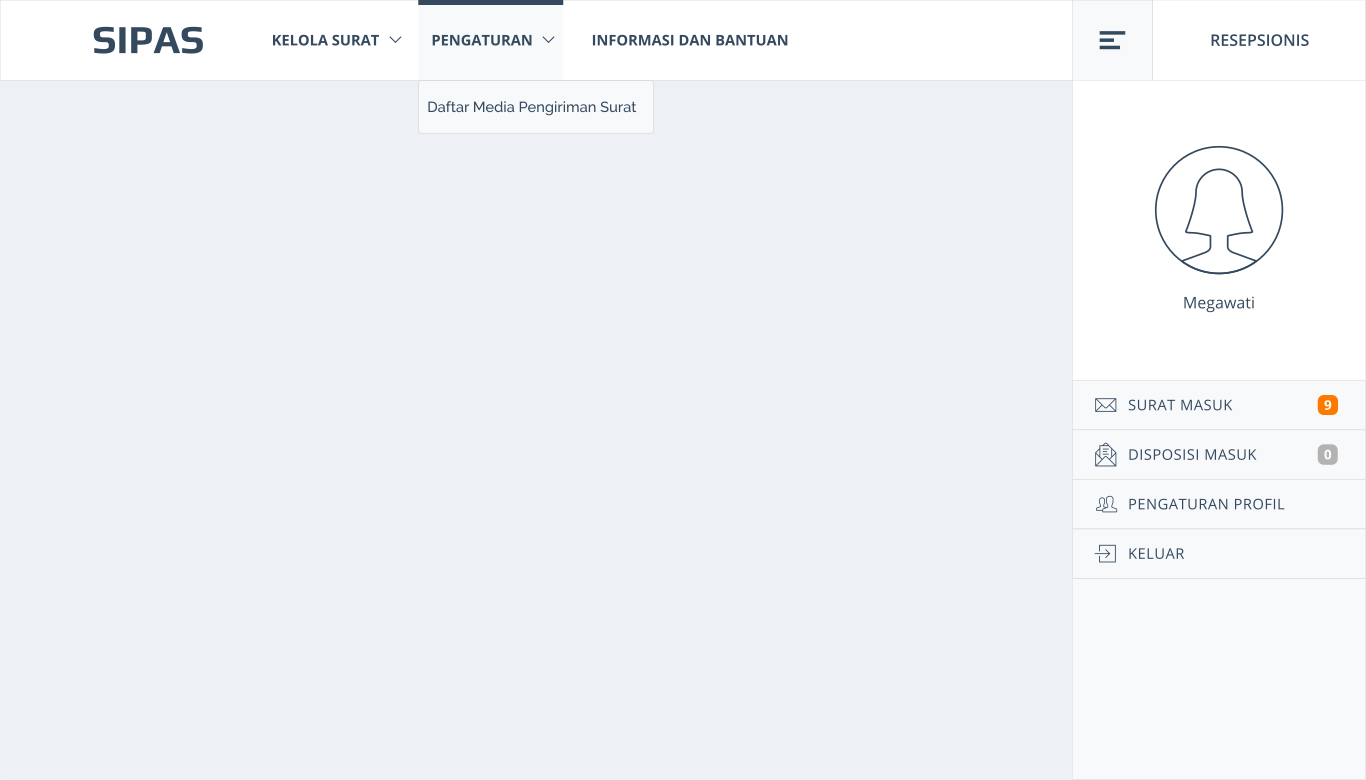 SIPAS
KELOLA SURAT
PENGATURAN
INFORMASI DAN BANTUAN
RESEPSIONIS
Daftar Media Pengiriman Surat
Megawati
SURAT MASUK 9
DISPOSISI MASUK 0
PENGATURAN PROFIL
KELUAR